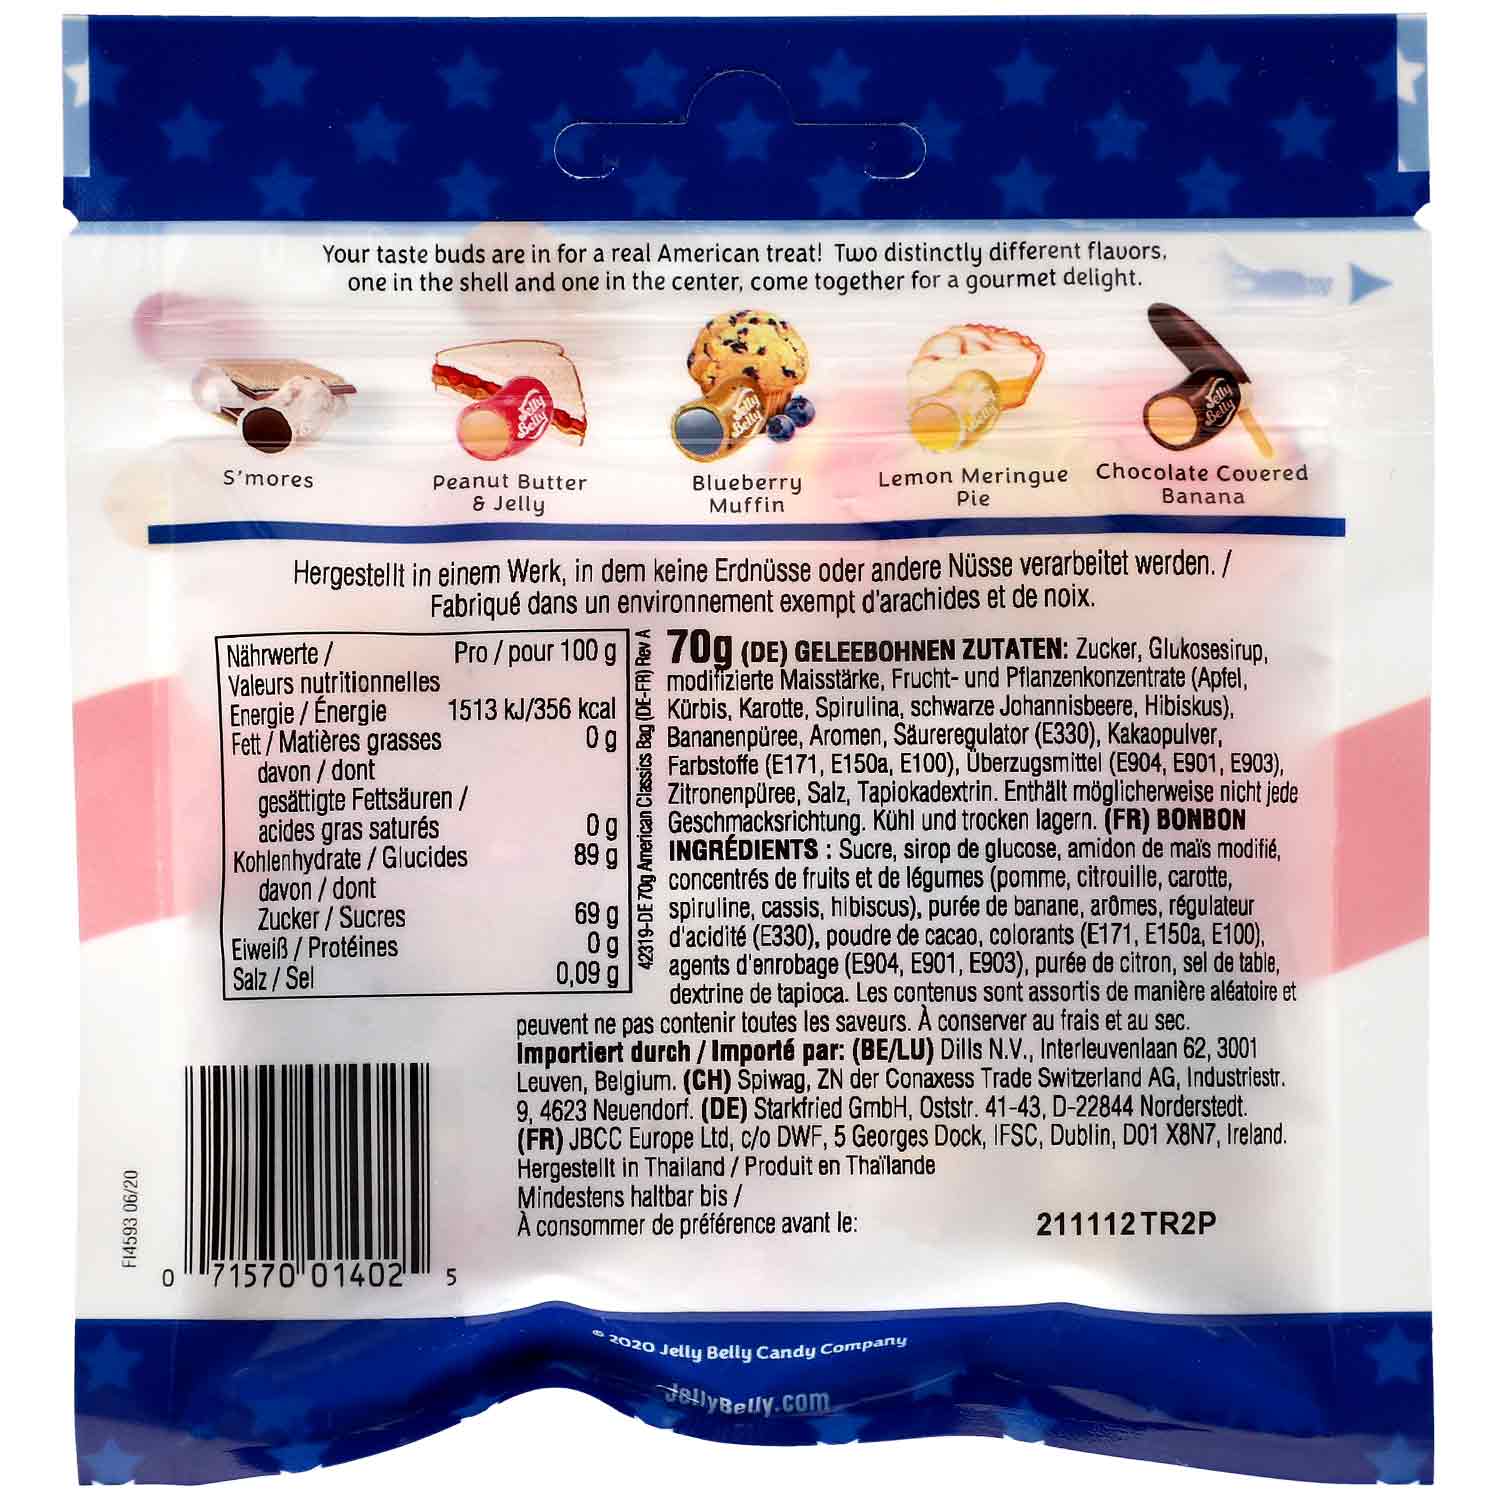 Your taste buds are in for a real American treat! Two distinctly different flavors,
one in the shell and one in the center, come together for a gourmet delight.
Jelly
Belly
Jelly
Belly
Jelly
Belly
S'mores
Peanut Butter
& Jelly
Blueberry
Muffin
Lemon Meringue
Pie
Chocolate Covered
Banana
Hergestellt in einem Werk, in dem keine Erdnüsse oder andere Nüsse verarbeitet werden. /
Fabriqué dans un environnement exempt d'arachides et de noix.
Nährwerte / Pro / pour 100 g
Valeurs nutritionnelles
Energie / Énergie 1513 kJ/356 kcal
Fett / Matières grasses 0 g
davon / dont
gesättigte Fettsäuren /
acides gras saturés 0 g
Kohlenhydrate / Glucides 89 g
davon / dont
Zucker / Sucres 69 g
Eiweiß / Protéines 0 g
Salz / Sel 0,09 g
42319-DE 70g American Classics Bag (DE-FR) Rev A
70g (DE) GELEEBOHNEN ZUTATEN: Zucker, Glukosesirup,
modifizierte Maisstärke, Frucht- und Pflanzenkonzentrate (Apfel,
Kürbis, Karotte, Spirulina, schwarze Johannisbeere, Hibiskus),
Bananenpüree, Aromen, Säureregulator (E330), Kakaopulver,
Farbstoffe (E171, E150a, E100), Überzugsmittel (E904, E901, E903),
Zitronenpüree, Salz, Tapiokadextrin. Enthält möglicherweise nicht jede
Geschmacksrichtung. Kühl und trocken lagern. (FR) BONBON
INGRÉDIENTS : Sucre, sirop de glucose, amidon de maïs modifié,
concentrés de fruits et de légumes (pomme, citrouille, carotte,
spiruline, cassis, hibiscus), purée de banane, arômes, régulateur
d'acidité (E330), poudre de cacao, colorants (E171, E150a, E100),
agents d'enrobage (E904, E901, E903), purée de citron, sel de table,
dextrine de tapioca. Les contenus sont assortis de manière aléatoire et
peuvent ne pas contenir toutes les saveurs. À conserver au frais et au sec.
Importiert durch / Importé par: (BE/LU) Dills N.V., Interleuvenlaan 62, 3001
Leuven, Belgium. (CH) Spiwag, ZN der Conaxess Trade Switzerland AG, Industriestr.
9, 4623 Neuendorf. (DE) Starkfried GmbH, Oststr. 41-43, D-22844 Norderstedt.
(FR) JBCC Europe Ltd, c/o DWF, 5 Georges Dock, IFSC, Dublin, D01 X8N7, Ireland.
Hergestellt in Thailand / Produit en Thaïlande
Mindestens haltbar bis /
À consommer de préférence avant le: 211112 TR2P
FI4593 06/20
0 71570 01402 5
© 2020 Jelly Belly Candy Company
JellyBelly.com